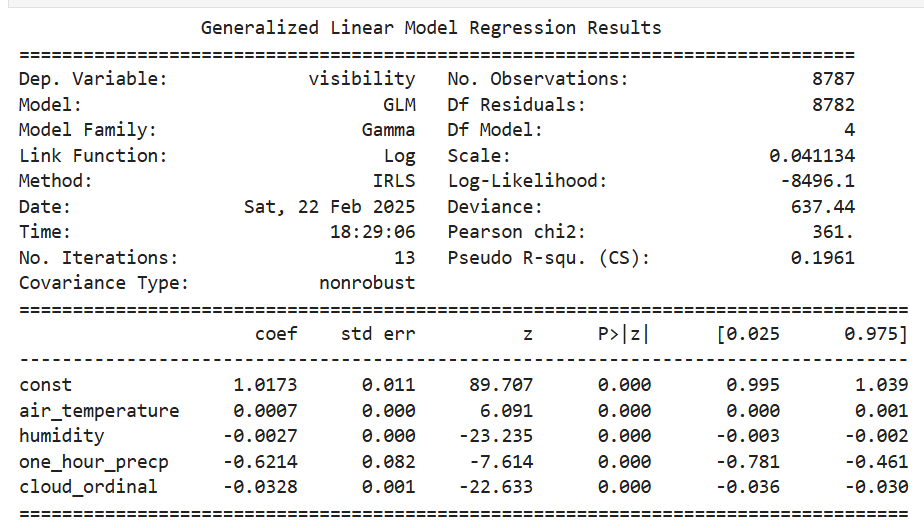 Generalized Linear Model Regression Results
==============================================================================
Dep. Variable: visibility No. Observations: 8787
Model: GLM Df Residuals: 8782
Model Family: Gamma Df Model: 4
Link Function: Log Scale: 0.041134
Method: IRLS Log-Likelihood: -8496.1
Date: Sat, 22 Feb 2025 Deviance: 637.44
Time: 18:29:06 Pearson chi2: 361.
No. Iterations: 13 Pseudo R-squ. (CS): 0.1961
Covariance Type: nonrobust
===================================================================================
coef std err z P>|z| [0.025 0.975]
-----------------------------------------------------------------------------------
const 1.0173 0.011 89.707 0.000 0.995 1.039
air_temperature 0.0007 0.000 6.091 0.000 0.000 0.001
humidity -0.0027 0.000 -23.235 0.000 -0.003 -0.002
one_hour_precp -0.6214 0.082 -7.614 0.000 -0.781 -0.461
cloud_ordinal -0.0328 0.001 -22.633 0.000 -0.036 -0.030
===================================================================================